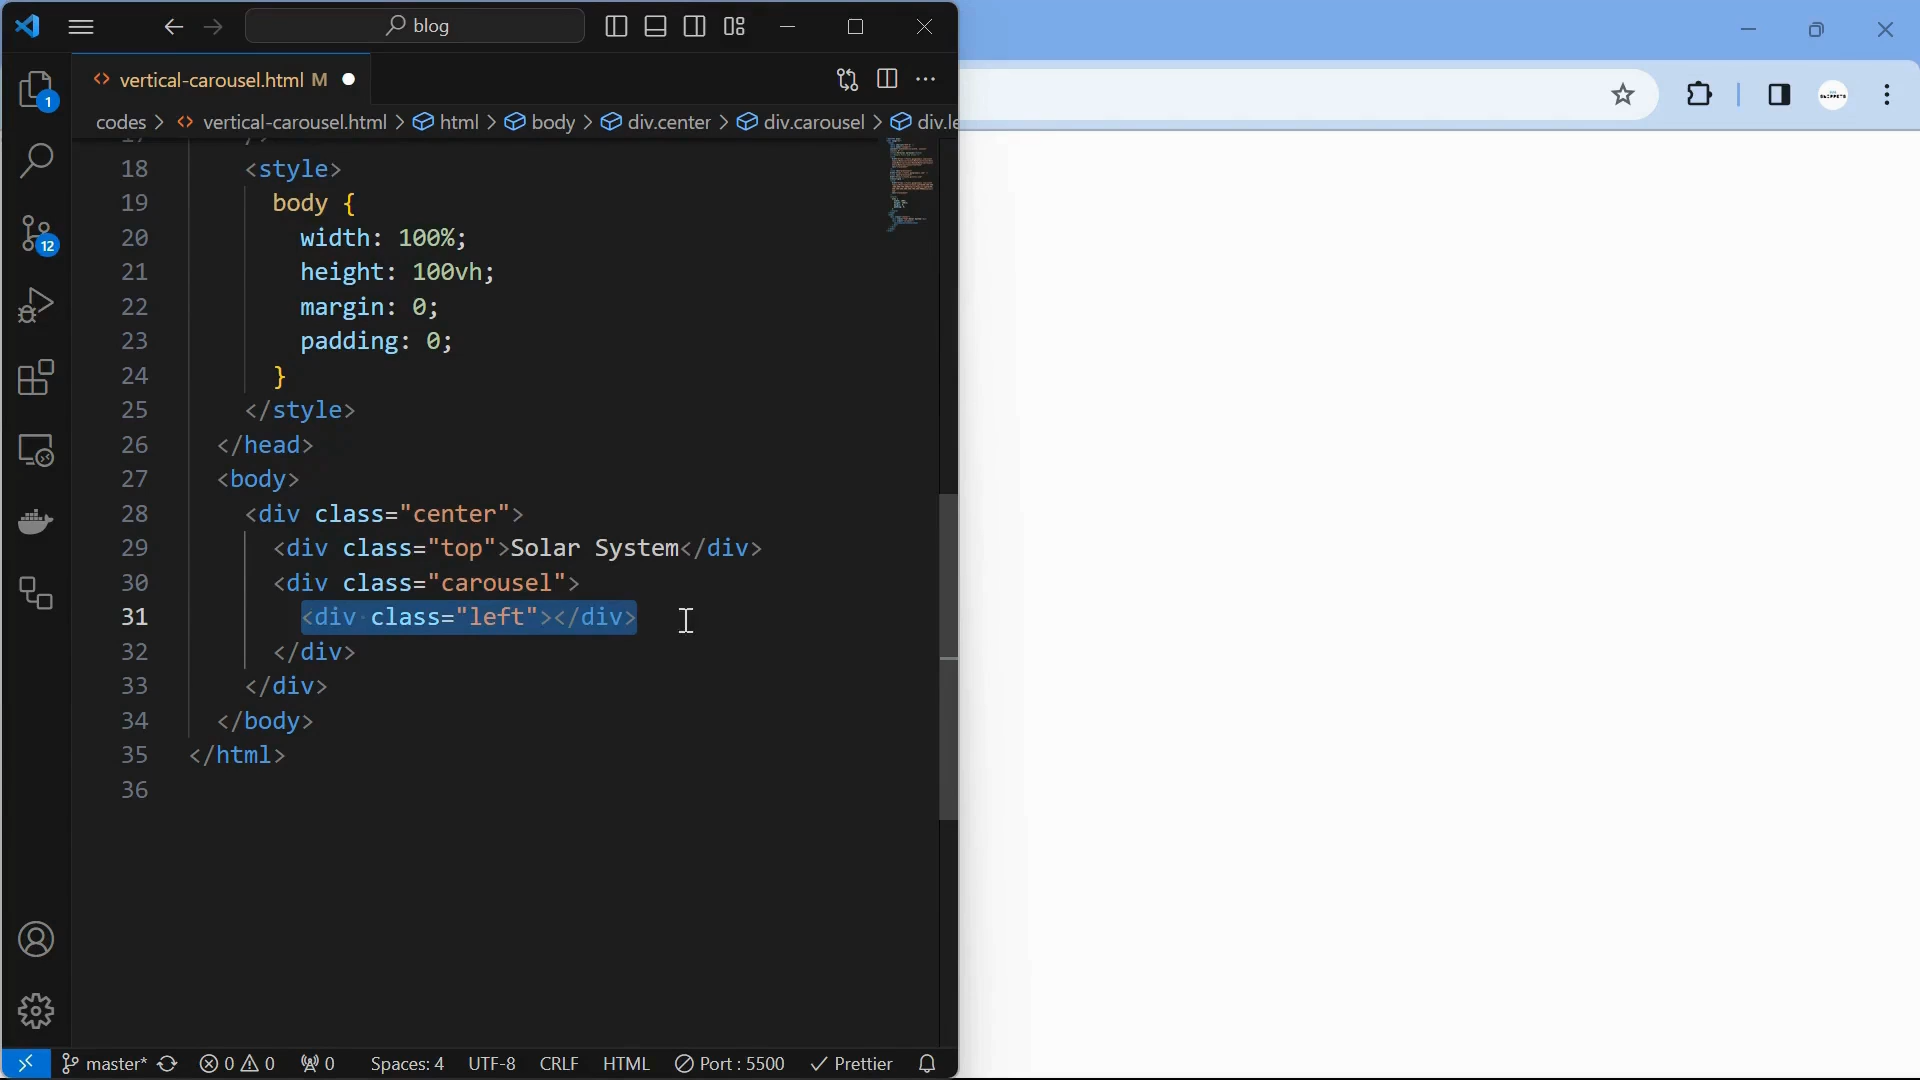 blog
vertical-carousel.html M
codes > vertical-carousel.html > html > body > div.center > div.carousel > div.le
18 <style>
19 body {
20 width: 100%;
21 height: 100vh;
22 margin: 0;
23 padding: 0;
24 }
25 </style>
26 </head>
27 <body>
28 <div class="center">
29 <div class="top">Solar System</div>
30 <div class="carousel">
31 <div class="left"></div>
32 </div>
33 </div>
34 </body>
35 </html>
36
1
12
master* 0 0 0 Spaces: 4 UTF-8 CRLF HTML Port : 5500 Prettier